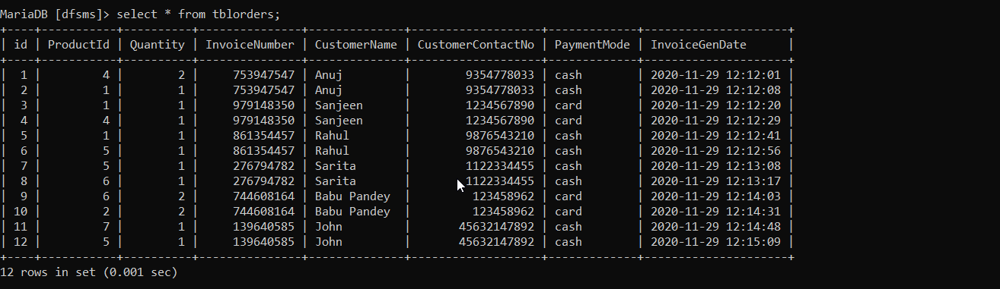 MariaDB [dfsms]> select * from tblorders;
+----+-----------+----------+---------------+--------------+-------------------+-------------+---------------------+
| id | ProductId | Quantity | InvoiceNumber | CustomerName | CustomerContactNo | PaymentMode | InvoiceGenDate      |
+----+-----------+----------+---------------+--------------+-------------------+-------------+---------------------+
|  1 |         4 |        2 |     753947547 | Anuj         |        9354778033 | cash        | 2020-11-29 12:12:01 |
|  2 |         1 |        1 |     753947547 | Anuj         |        9354778033 | cash        | 2020-11-29 12:12:08 |
|  3 |         1 |        1 |     979148350 | Sanjeen      |        1234567890 | card        | 2020-11-29 12:12:20 |
|  4 |         4 |        1 |     979148350 | Sanjeen      |        1234567890 | card        | 2020-11-29 12:12:29 |
|  5 |         1 |        1 |     861354457 | Rahul        |        9876543210 | cash        | 2020-11-29 12:12:41 |
|  6 |         5 |        1 |     861354457 | Rahul        |        9876543210 | cash        | 2020-11-29 12:12:56 |
|  7 |         5 |        1 |     276794782 | Sarita       |        1122334455 | cash        | 2020-11-29 12:13:08 |
|  8 |         6 |        1 |     276794782 | Sarita       |        1122334455 | cash        | 2020-11-29 12:13:17 |
|  9 |         6 |        2 |     744608164 | Babu Pandey  |         123458962 | card        | 2020-11-29 12:14:03 |
| 10 |         2 |        2 |     744608164 | Babu Pandey  |         123458962 | card        | 2020-11-29 12:14:31 |
| 11 |         7 |        1 |     139640585 | John         |       45632147892 | cash        | 2020-11-29 12:14:48 |
| 12 |         5 |        1 |     139640585 | John         |       45632147892 | cash        | 2020-11-29 12:15:09 |
+----+-----------+----------+---------------+--------------+-------------------+-------------+---------------------+
12 rows in set (0.001 sec)